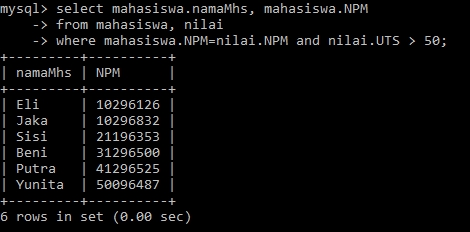 mysql> select mahasiswa.namaMhs, mahasiswa.NPM
    -> from mahasiswa, nilai
    -> where mahasiswa.NPM=nilai.NPM and nilai.UTS > 50;
+---------+----------+
| namaMhs | NPM      |
+---------+----------+
| Eli     | 10296126 |
| Jaka    | 10296832 |
| Sisi    | 21196353 |
| Beni    | 31296500 |
| Putra   | 41296525 |
| Yunita  | 50096487 |
+---------+----------+
6 rows in set (0.00 sec)